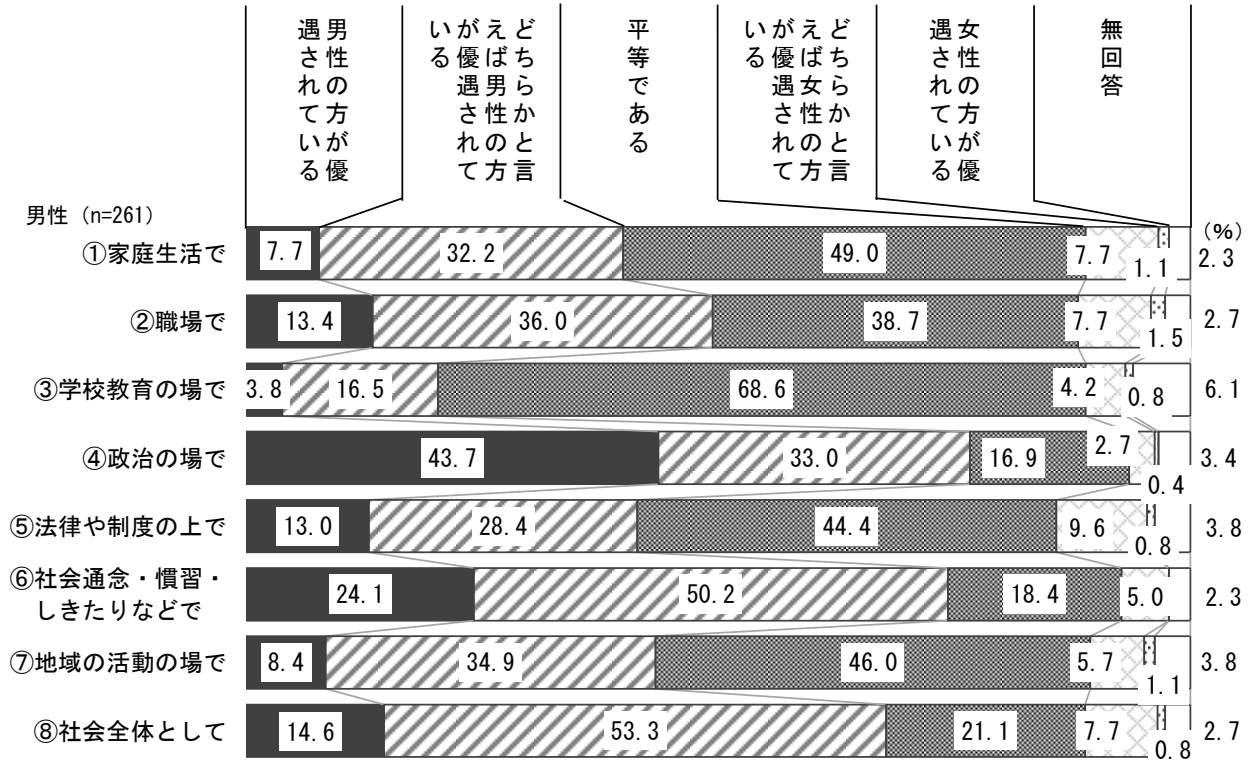 男性の方が優
遇されている
どちらかと言
えば男性の方
が優遇されて
いる
平等である
どちらかと言
えば女性の方
が優遇されて
いる
女性の方が優
遇されている
無回答
男性（n=261）
(%)
①家庭生活で 7.7 32.2 49.0 7.7 1.1 2.3
②職場で 13.4 36.0 38.7 7.7 1.5 2.7
③学校教育の場で 3.8 16.5 68.6 4.2 0.8 6.1
④政治の場で 43.7 33.0 16.9 2.7 0.4 3.4
⑤法律や制度の上で 13.0 28.4 44.4 9.6 0.8 3.8
⑥社会通念・慣習・
しきたりなどで 24.1 50.2 18.4 5.0 2.3
⑦地域の活動の場で 8.4 34.9 46.0 5.7 1.1 3.8
⑧社会全体として 14.6 53.3 21.1 7.7 0.8 2.7